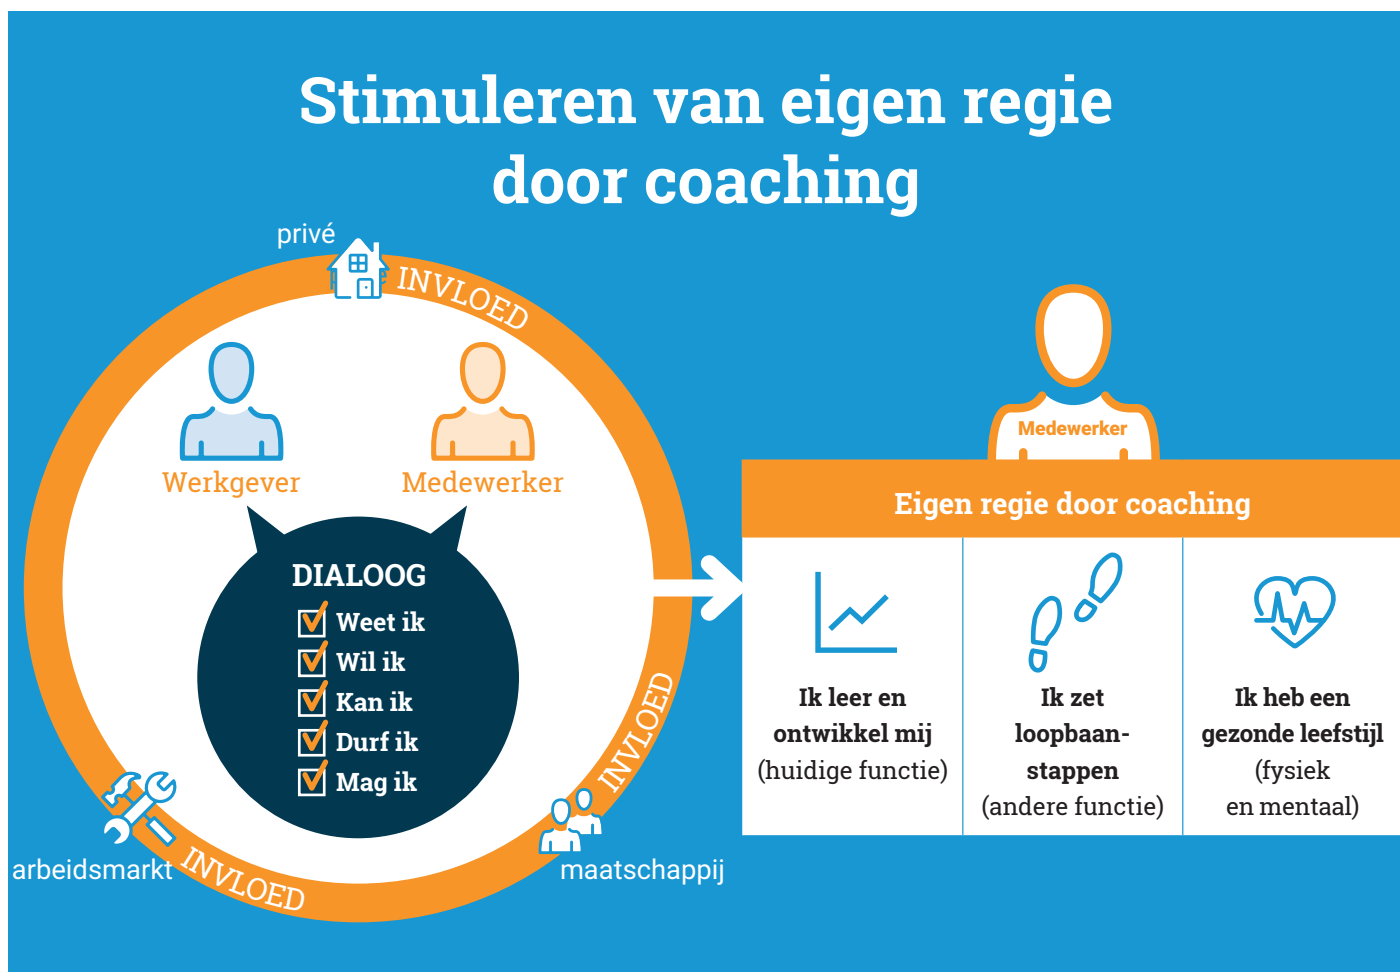 Stimuleren van eigen regie
door coaching
privé
INVLOED
Werkgever
Medewerker
DIALOOG
Weet ik
Wil ik
Kan ik
Durf ik
Mag ik
INVLOED
maatschappij
arbeidsmarkt
INVLOED
Medewerker
Eigen regie door coaching
Ik leer en
ontwikkel mij
(huidige functie)
Ik zet
loopbaan-
stappen
(andere functie)
Ik heb een
gezonde leefstijl
(fysiek
en mentaal)